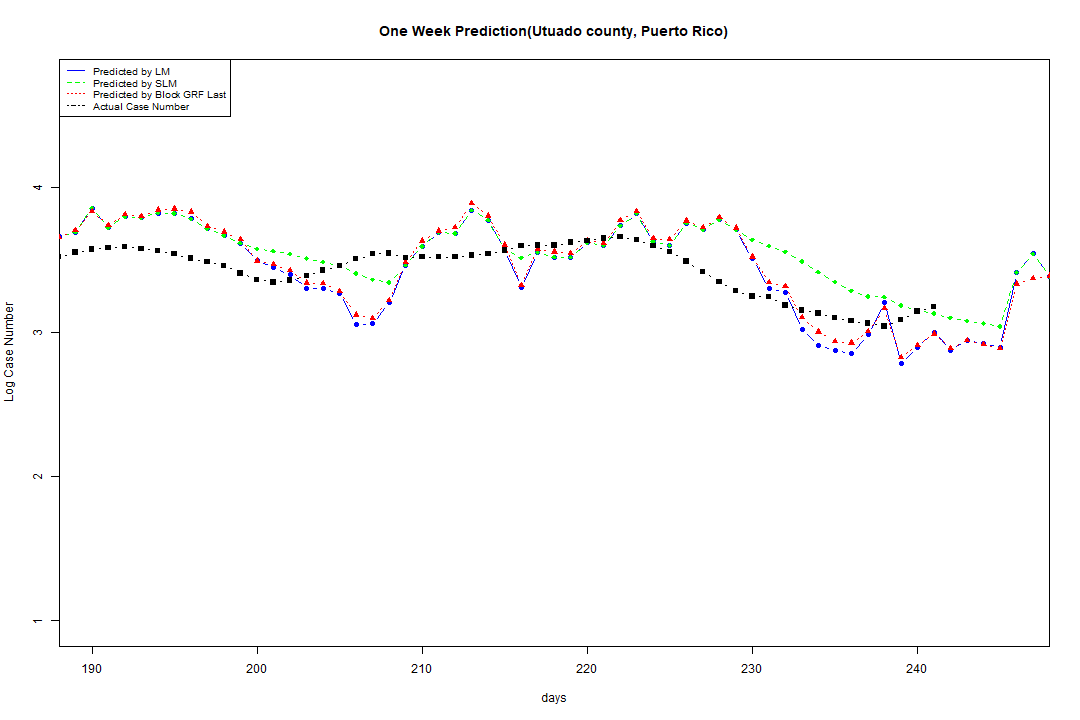 One Week Prediction(Utuado county, Puerto Rico)
Predicted by LM
Predicted by SLM
Predicted by Block GRF Last
Actual Case Number
Log Case Number
4
3
2
1
190 200 210 220 230 240
days